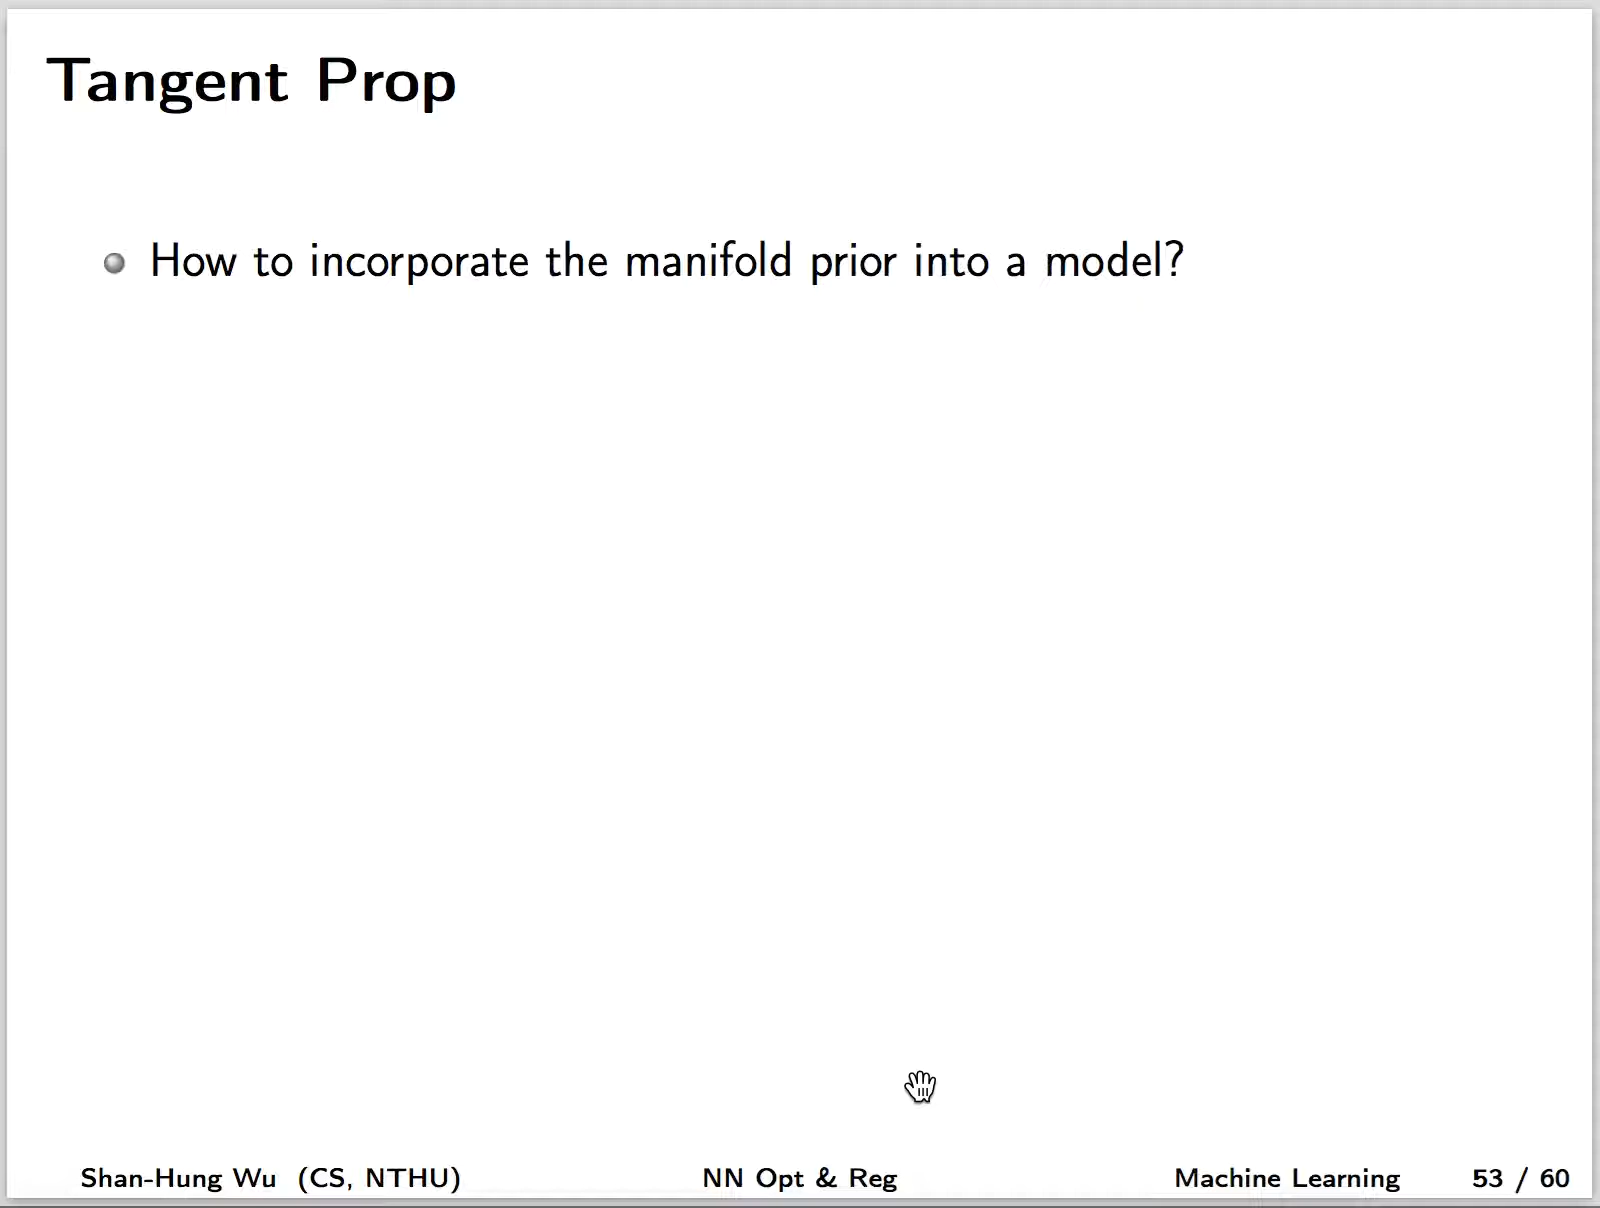 Tangent Prop
How to incorporate the manifold prior into a model?
Shan-Hung Wu (CS, NTHU) NN Opt & Reg Machine Learning 53 / 60